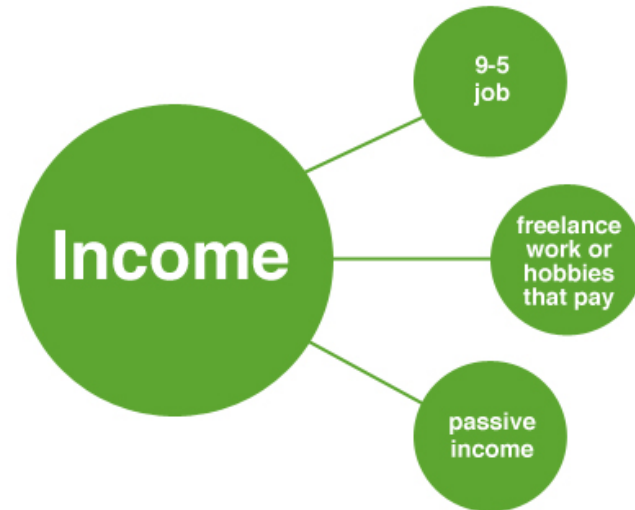 9-5
job
Income
freelance
work or
hobbies
that pay
passive
income